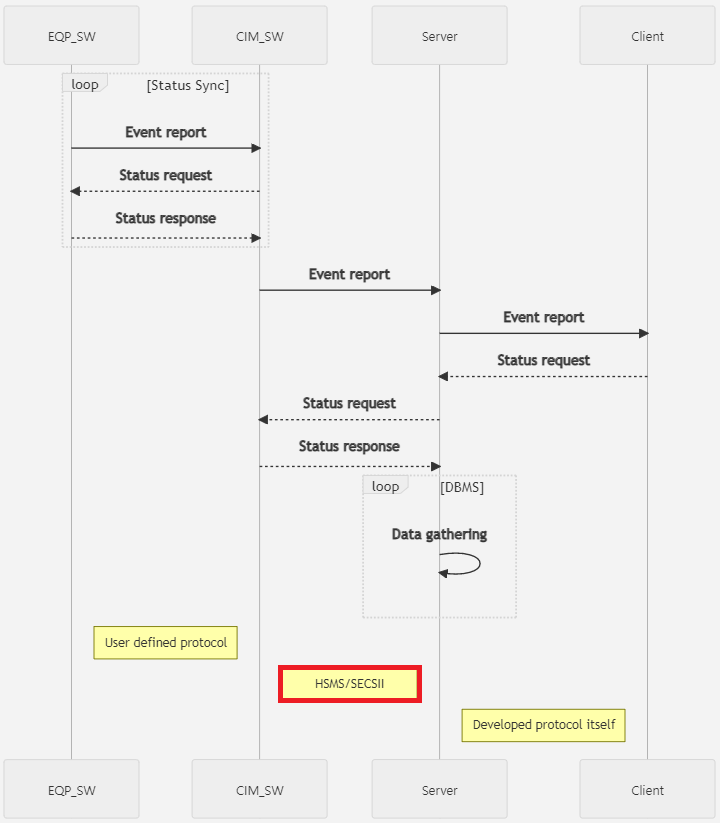 EQP_SW CIM_SW Server Client
loop [Status Sync]
Event report
Status request
Status response
Event report
Event report
Status request
Status request
Status response
loop [DBMS]
Data gathering
User defined protocol
HSMS/SECSII
Developed protocol itself
EQP_SW CIM_SW Server Client